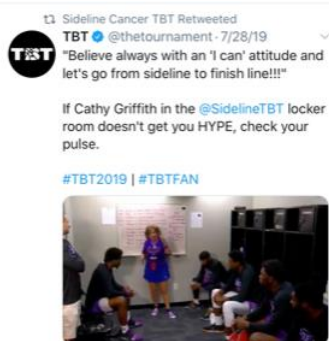 Sideline Cancer TBT Retweeted
TBT @thetournament · 7/28/19
TBT
"Believe always with an 'I can' attitude and
let's go from sideline to finish line!!!"
If Cathy Griffith in the @SidelineTBT locker
room doesn't get you HYPE, check your
pulse.
#TBT2019 | #TBTFAN